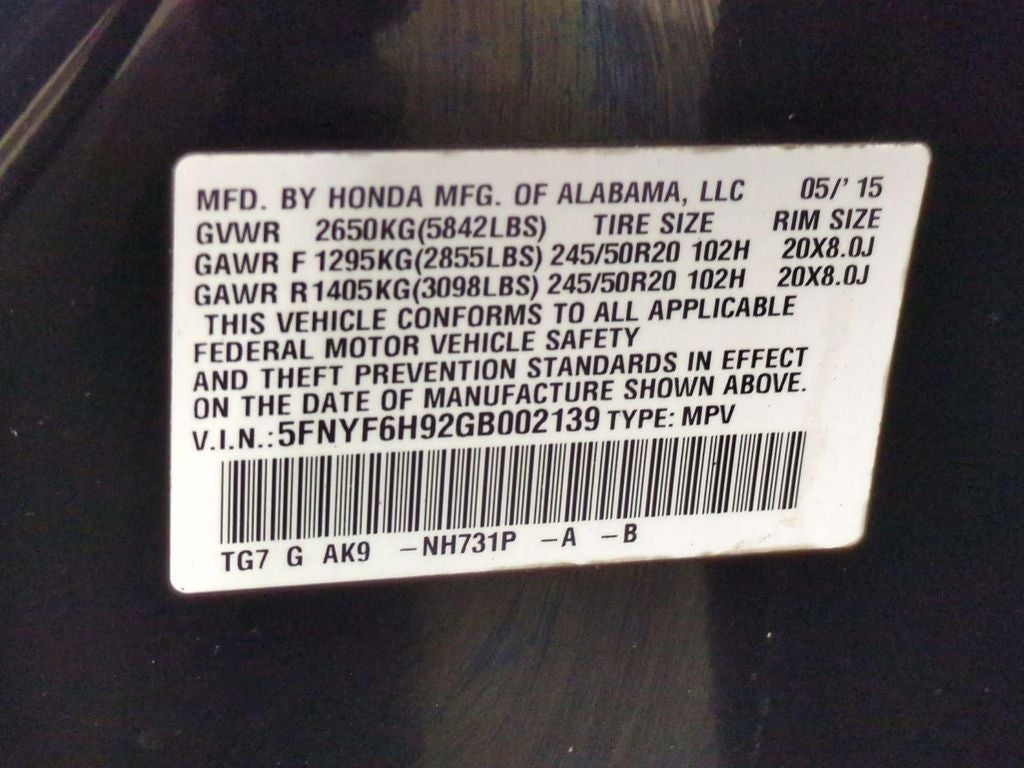 MFD. BY HONDA MFG. OF ALABAMA, LLC 05/' 15
GVWR 2650KG(5842LBS) TIRE SIZE RIM SIZE
GAWR F 1295KG(2855LBS) 245/50R20 102H 20X8.0J
GAWR R1405KG(3098LBS) 245/50R20 102H 20X8.0J
THIS VEHICLE CONFORMS TO ALL APPLICABLE
FEDERAL MOTOR VEHICLE SAFETY
AND THEFT PREVENTION STANDARDS IN EFFECT
ON THE DATE OF MANUFACTURE SHOWN ABOVE.
V.I.N.:5FNYF6H92GB002139 TYPE: MPV
TG7 G AK9 -NH731P -A -B